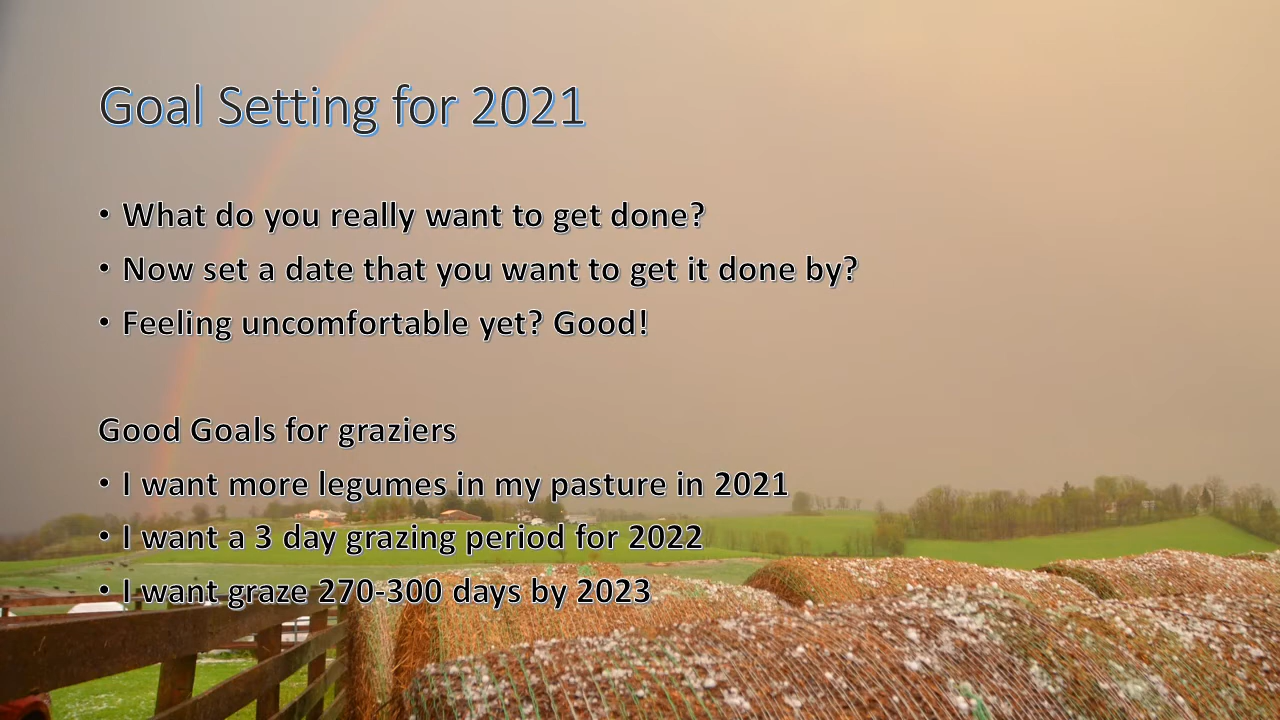 Goal Setting for 2021
• What do you really want to get done?
• Now set a date that you want to get it done by?
• Feeling uncomfortable yet? Good!
Good Goals for graziers
• I want more legumes in my pasture in 2021
• I want a 3 day grazing period for 2022
• I want graze 270-300 days by 2023